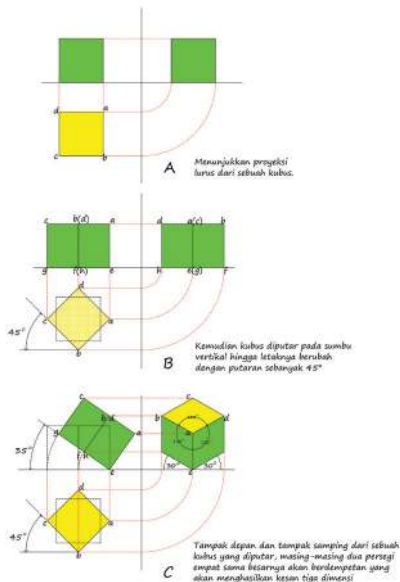 d a
c b
A
Menunjukkan proyeksi
lurus dari sebuah kubus.
c b(d) a d a(c) b
g f(h) e h e(g) f
d
c a
45°
b
B
Kemudian kubus diputar pada sumbu
vertikal hingga letaknya berubah
dengan putaran sebanyak 45°
c c
b/d b d
g a a
35°
f/h
e 30° e 30°
d
c a
45°
b
C
Tampak depan dan tampak samping dari sebuah
kubus yang diputar, masing-masing dua persegi
empat sama besarnya akan berdempetan yang
akan menghasilkan kesan tiga dimensi